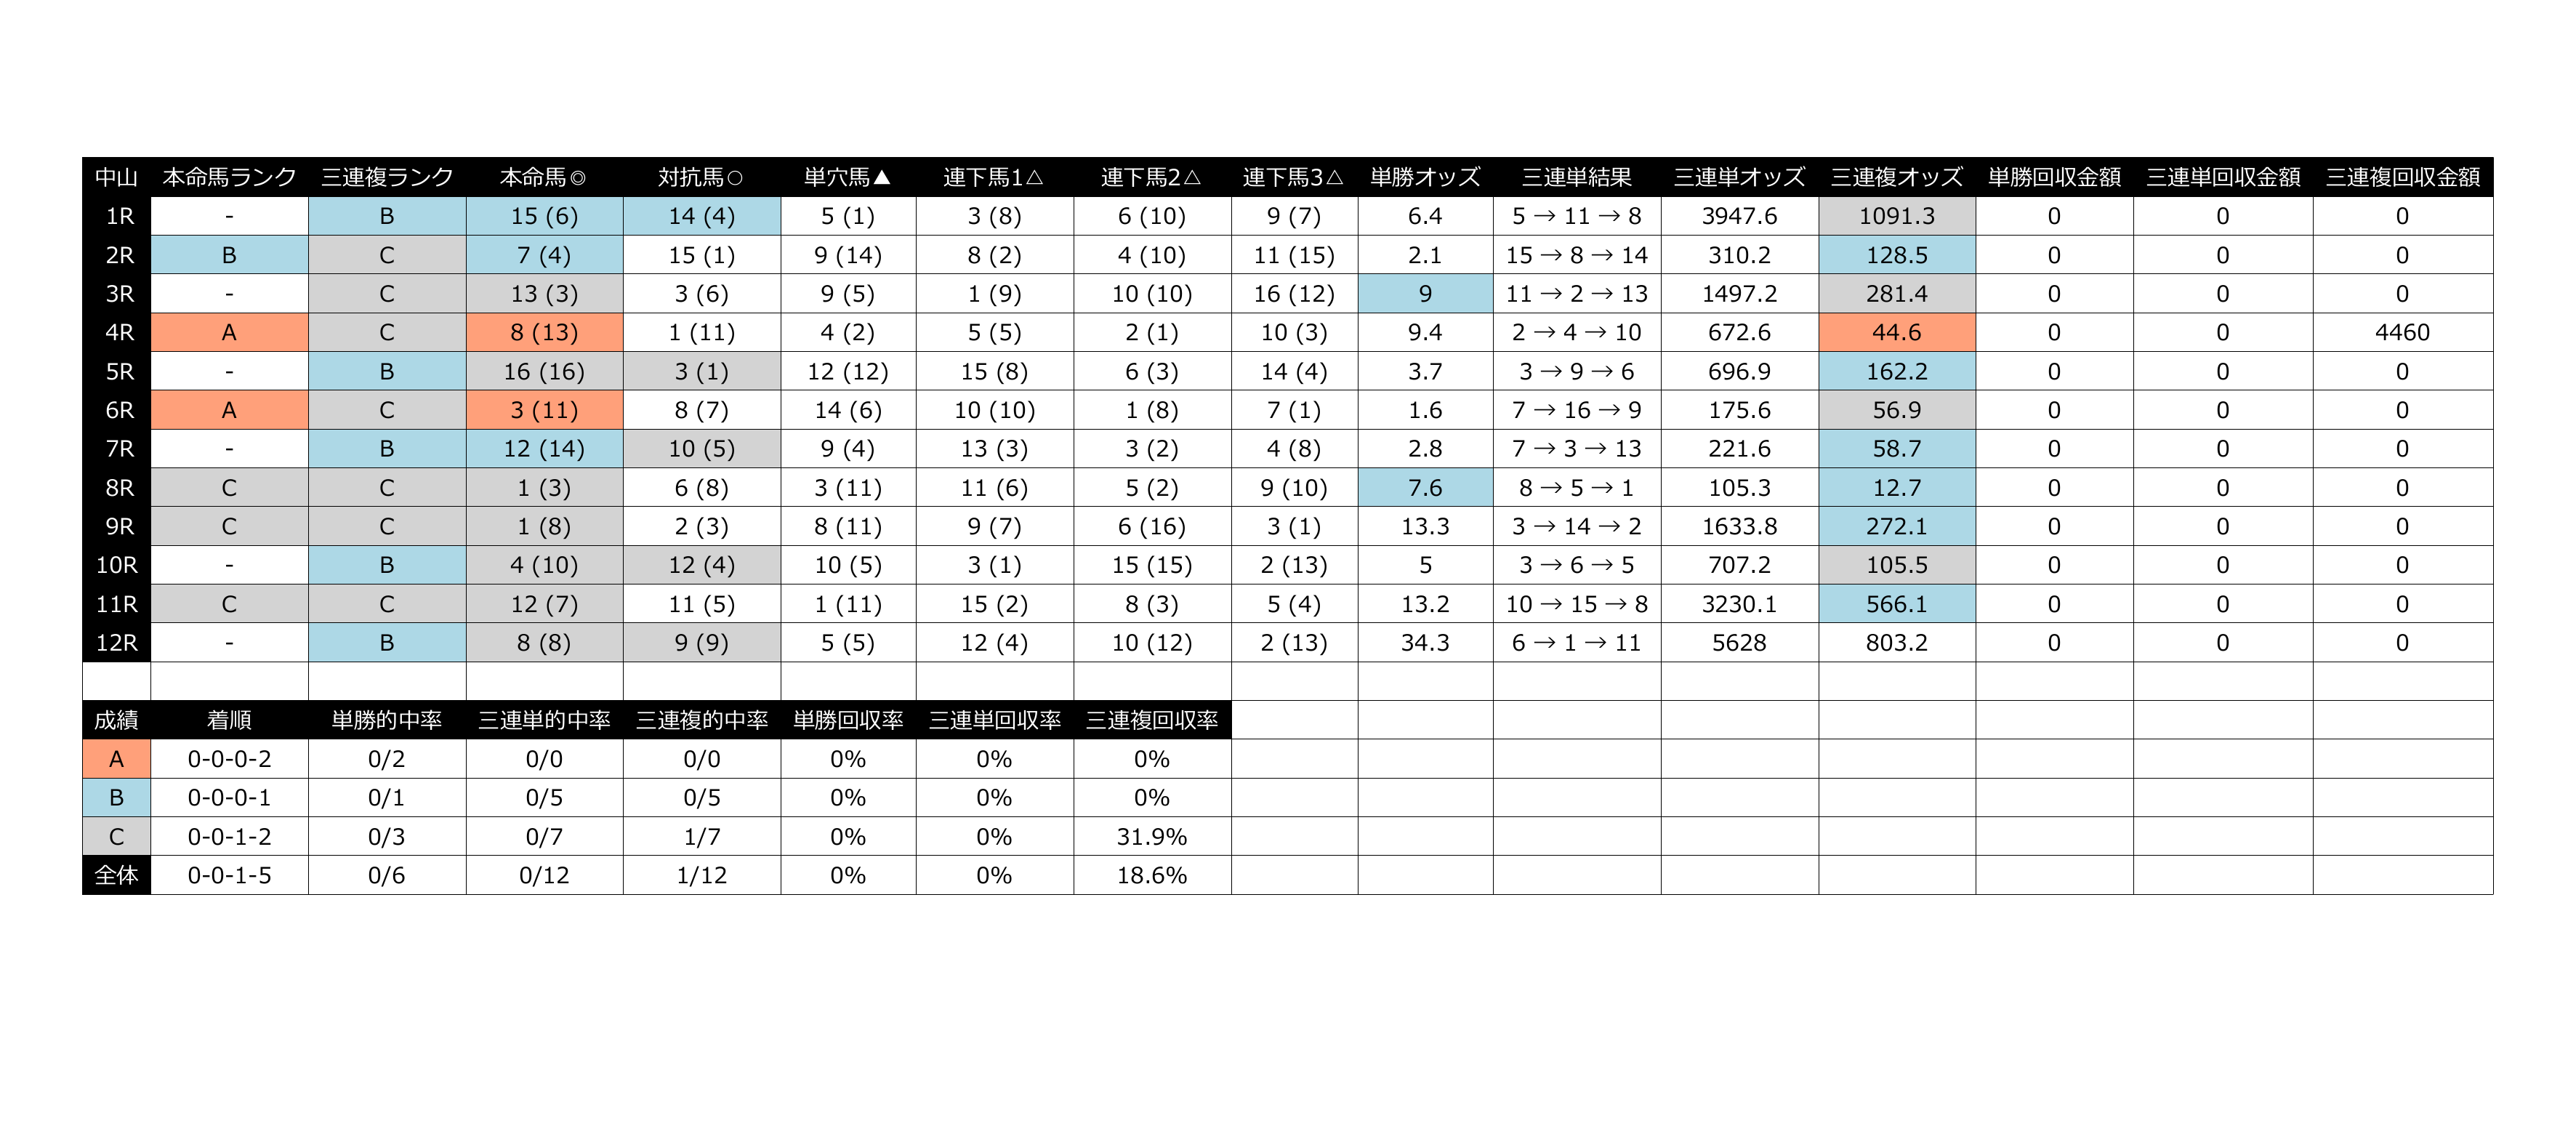 中山 本命馬ランク 三連複ランク 本命馬◎ 対抗馬○ 単穴馬▲ 連下馬1△ 連下馬2△ 連下馬3△ 単勝オッズ 三連単結果 三連単オッズ 三連複オッズ 単勝回収金額 三連単回収金額 三連複回収金額
1R - B 15 (6) 14 (4) 5 (1) 3 (8) 6 (10) 9 (7) 6.4 5 → 11 → 8 3947.6 1091.3 0 0 0
2R B C 7 (4) 15 (1) 9 (14) 8 (2) 4 (10) 11 (15) 2.1 15 → 8 → 14 310.2 128.5 0 0 0
3R - C 13 (3) 3 (6) 9 (5) 1 (9) 10 (10) 16 (12) 9 11 → 2 → 13 1497.2 281.4 0 0 0
4R A C 8 (13) 1 (11) 4 (2) 5 (5) 2 (1) 10 (3) 9.4 2 → 4 → 10 672.6 44.6 0 0 4460
5R - B 16 (16) 3 (1) 12 (12) 15 (8) 6 (3) 14 (4) 3.7 3 → 9 → 6 696.9 162.2 0 0 0
6R A C 3 (11) 8 (7) 14 (6) 10 (10) 1 (8) 7 (1) 1.6 7 → 16 → 9 175.6 56.9 0 0 0
7R - B 12 (14) 10 (5) 9 (4) 13 (3) 3 (2) 4 (8) 2.8 7 → 3 → 13 221.6 58.7 0 0 0
8R C C 1 (3) 6 (8) 3 (11) 11 (6) 5 (2) 9 (10) 7.6 8 → 5 → 1 105.3 12.7 0 0 0
9R C C 1 (8) 2 (3) 8 (11) 9 (7) 6 (16) 3 (1) 13.3 3 → 14 → 2 1633.8 272.1 0 0 0
10R - B 4 (10) 12 (4) 10 (5) 3 (1) 15 (15) 2 (13) 5 3 → 6 → 5 707.2 105.5 0 0 0
11R C C 12 (7) 11 (5) 1 (11) 15 (2) 8 (3) 5 (4) 13.2 10 → 15 → 8 3230.1 566.1 0 0 0
12R - B 8 (8) 9 (9) 5 (5) 12 (4) 10 (12) 2 (13) 34.3 6 → 1 → 11 5628 803.2 0 0 0
成績 着順 単勝的中率 三連単的中率 三連複的中率 単勝回収率 三連単回収率 三連複回収率
A 0-0-0-2 0/2 0/0 0/0 0% 0% 0%
B 0-0-0-1 0/1 0/5 0/5 0% 0% 0%
C 0-0-1-2 0/3 0/7 1/7 0% 0% 31.9%
全体 0-0-1-5 0/6 0/12 1/12 0% 0% 18.6%